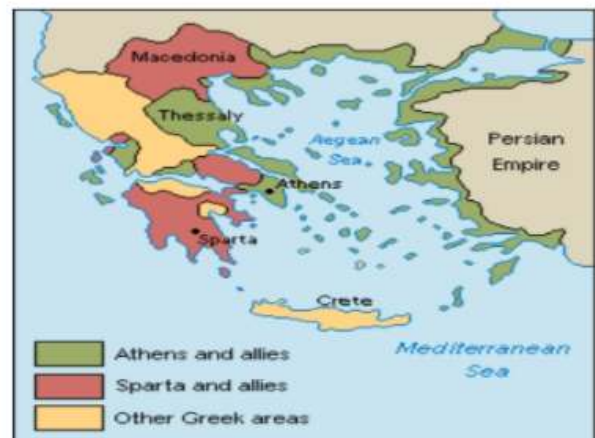 Macedonia
Thessaly
Aegean
Sea
Persian
Empire
Athens
Sparta
Crete
Mediterranean
Sea
Athens and allies
Sparta and allies
Other Greek areas